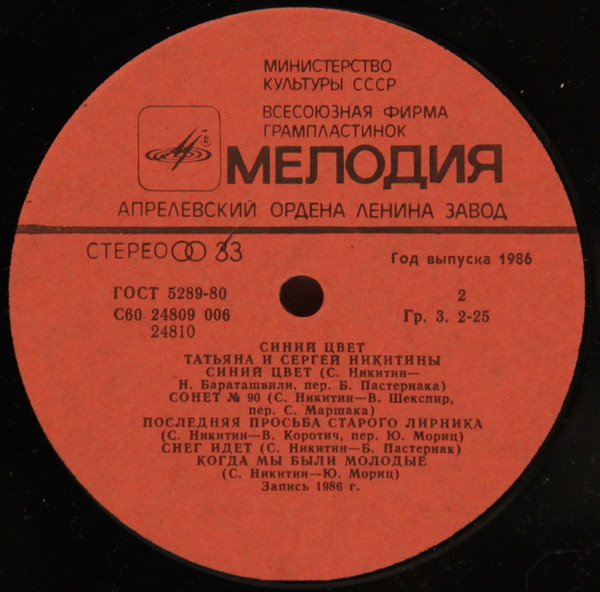 МИНИСТЕРСТВО
КУЛЬТУРЫ СССР
ВСЕСОЮЗНАЯ ФИРМА
ГРАМПЛАСТИНОК
МЕЛОДИЯ
АПРЕЛЕВСКИЙ ОРДЕНА ЛЕНИНА ЗАВОД
СТЕРЕО 33
Год выпуска 1986
ГОСТ 5289-80
2
С60 24809 006
Гр. 3. 2-25
24810
СИНИЙ ЦВЕТ
ТАТЬЯНА И СЕРГЕЙ НИКИТИНЫ
СИНИЙ ЦВЕТ (С. Никитин—
Н. Бараташвили, пер. Б. Пастернака)
СОНЕТ № 90 (С. Никитин—В. Шекспир,
пер. С. Маршака)
ПОСЛЕДНЯЯ ПРОСЬБА СТАРОГО ЛИРНИКА
(С. Никитин—В. Коротич, пер. Ю. Мориц)
СНЕГ ИДЕТ (С. Никитин—Б. Пастернак)
КОГДА МЫ БЫЛИ МОЛОДЫЕ
(С. Никитин—Ю. Мориц)
Запись 1986 г.